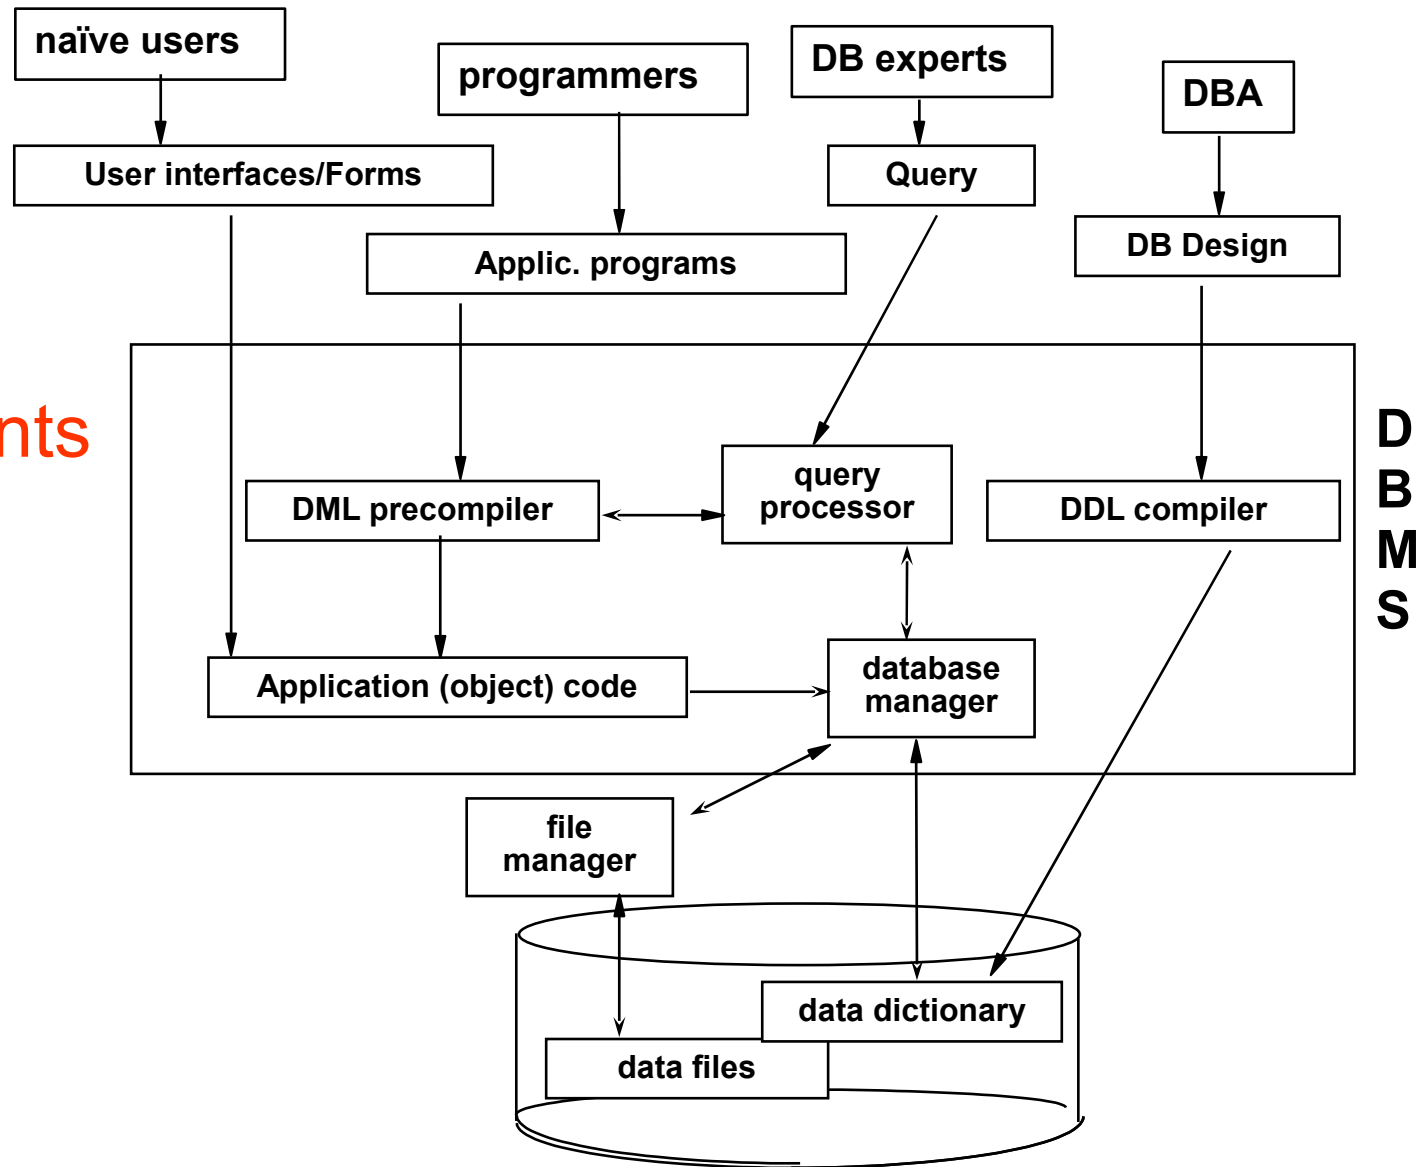 naïve users
programmers
DB experts
DBA
User interfaces/Forms
Query
Applic. programs
DB Design
nts
query
processor
DML precompiler
DDL compiler
D
B
M
S
Application (object) code
database
manager
file
manager
data dictionary
data files